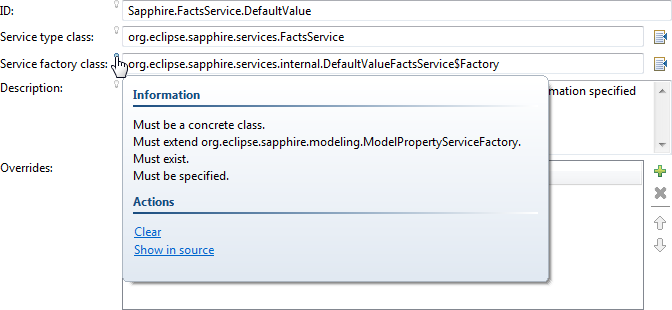 ID: Sapphire.FactsService.DefaultValue
Service type class: org.eclipse.sapphire.services.FactsService
Service factory class: org.eclipse.sapphire.services.internal.DefaultValueFactsService$Factory
Description: mation specified
Information
Must be a concrete class.
Must extend org.eclipse.sapphire.modeling.ModelPropertyServiceFactory.
Must exist.
Must be specified.
Overrides:
Actions
Clear
Show in source